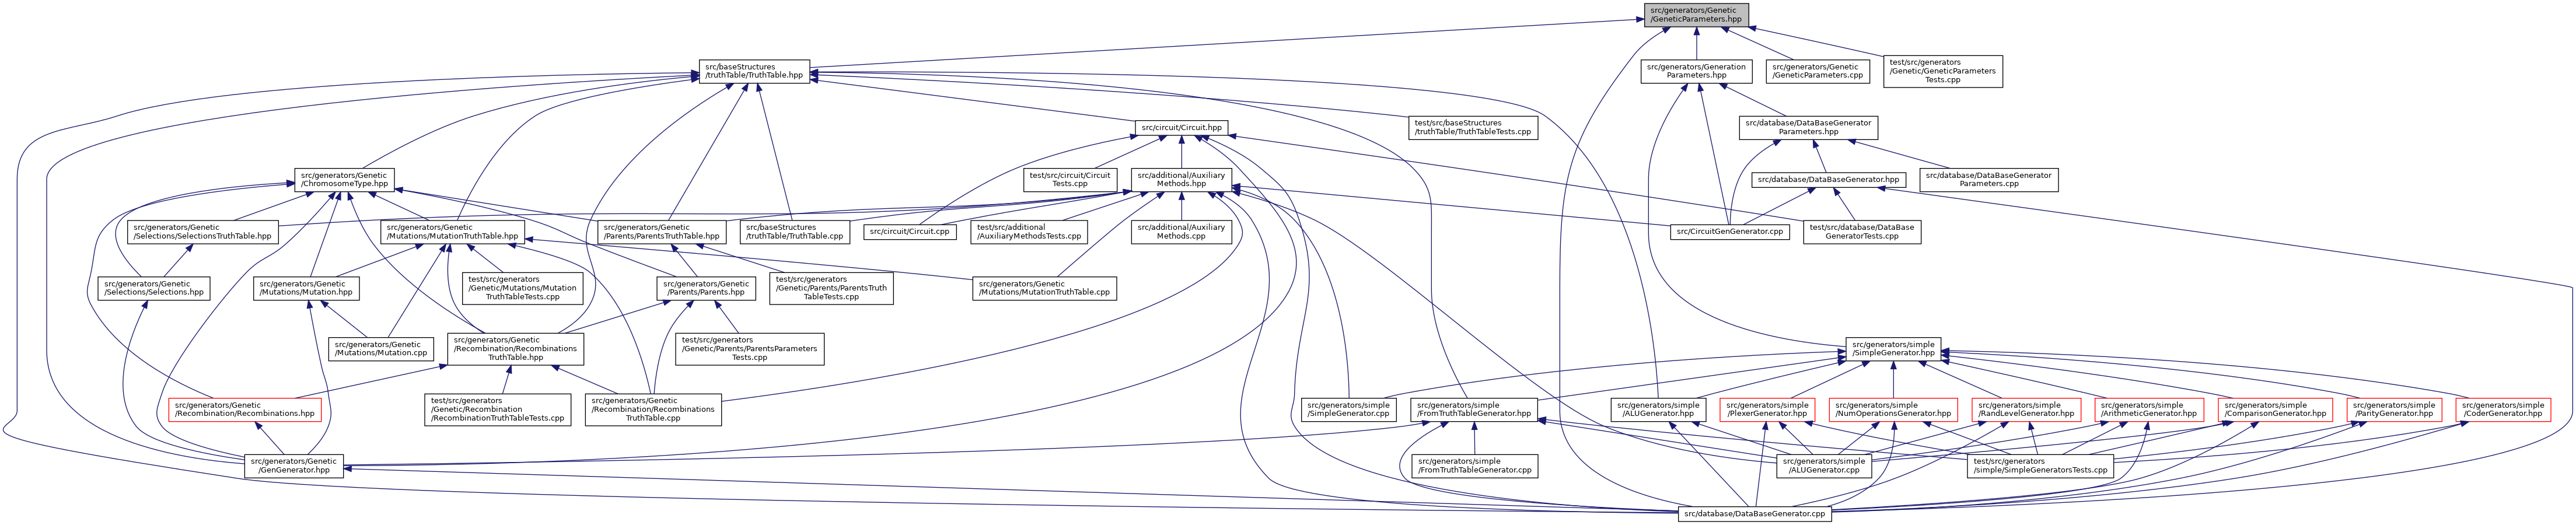 src/generators/Genetic
/GeneticParameters.hpp
src/baseStructures
/truthTable/TruthTable.hpp
src/generators/Generation
Parameters.hpp
src/generators/Genetic
/GeneticParameters.cpp
test/src/generators
/Genetic/GeneticParameters
Tests.cpp
src/circuit/Circuit.hpp
test/src/baseStructures
/truthTable/TruthTableTests.cpp
src/database/DataBaseGenerator
Parameters.hpp
src/generators/Genetic
/ChromosomeType.hpp
test/src/circuit/Circuit
Tests.cpp
src/additional/Auxiliary
Methods.hpp
src/database/DataBaseGenerator.hpp
src/database/DataBaseGenerator
Parameters.cpp
src/generators/Genetic
/Selections/SelectionsTruthTable.hpp
src/generators/Genetic
/Mutations/MutationTruthTable.hpp
src/generators/Genetic
/Parents/ParentsTruthTable.hpp
src/baseStructures
/truthTable/TruthTable.cpp
src/circuit/Circuit.cpp
test/src/additional
/AuxiliaryMethodsTests.cpp
src/additional/Auxiliary
Methods.cpp
src/CircuitGenGenerator.cpp
test/src/database/DataBase
GeneratorTests.cpp
src/generators/Genetic
/Selections/Selections.hpp
src/generators/Genetic
/Mutations/Mutation.hpp
test/src/generators
/Genetic/Mutations/Mutation
TruthTableTests.cpp
src/generators/Genetic
/Parents/Parents.hpp
test/src/generators
/Genetic/Parents/ParentsTruth
TableTests.cpp
src/generators/Genetic
/Mutations/MutationTruthTable.cpp
src/generators/Genetic
/Mutations/Mutation.cpp
src/generators/Genetic
/Recombination/Recombinations
TruthTable.hpp
test/src/generators
/Genetic/Parents/ParentsParameters
Tests.cpp
src/generators/simple
/SimpleGenerator.hpp
src/generators/Genetic
/Recombination/Recombinations.hpp
test/src/generators
/Genetic/Recombination
/RecombinationTruthTableTests.cpp
src/generators/Genetic
/Recombination/Recombinations
TruthTable.cpp
src/generators/simple
/SimpleGenerator.cpp
src/generators/simple
/FromTruthTableGenerator.hpp
src/generators/simple
/ALUGenerator.hpp
src/generators/simple
/PlexerGenerator.hpp
src/generators/simple
/NumOperationsGenerator.hpp
src/generators/simple
/RandLevelGenerator.hpp
src/generators/simple
/ArithmeticGenerator.hpp
src/generators/simple
/ComparisonGenerator.hpp
src/generators/simple
/ParityGenerator.hpp
src/generators/simple
/CoderGenerator.hpp
src/generators/Genetic
/GenGenerator.hpp
src/generators/simple
/FromTruthTableGenerator.cpp
src/generators/simple
/ALUGenerator.cpp
test/src/generators
/simple/SimpleGeneratorsTests.cpp
src/database/DataBaseGenerator.cpp